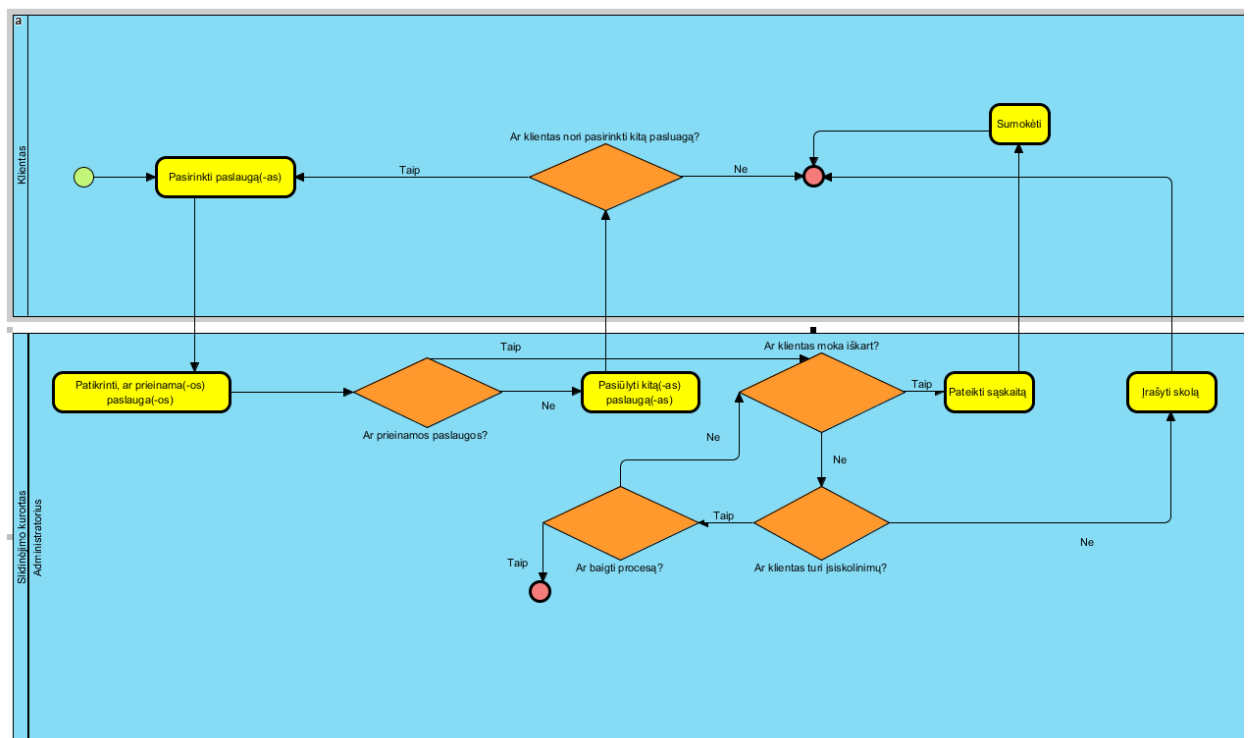 a
Klientas
Ar klientas nori pasirinkti kitą pasluagą?
Sumokėti
Pasirinkti paslaugą(-as)
Taip
Ne
Slidinėjimo kurortas
Administratorius
Taip
Ar klientas moka iškart?
Patikrinti, ar prieinama(-os)
paslauga(-os)
Ne
Pasiūlyti kitą(-as)
paslaugą(-as)
Taip
Pateikti sąskaitą
Įrašyti skolą
Ar prieinamos paslaugos?
Ne
Ne
Taip
Ne
Taip
Ar baigti procesą?
Ar klientas turi įsiskolinimų?